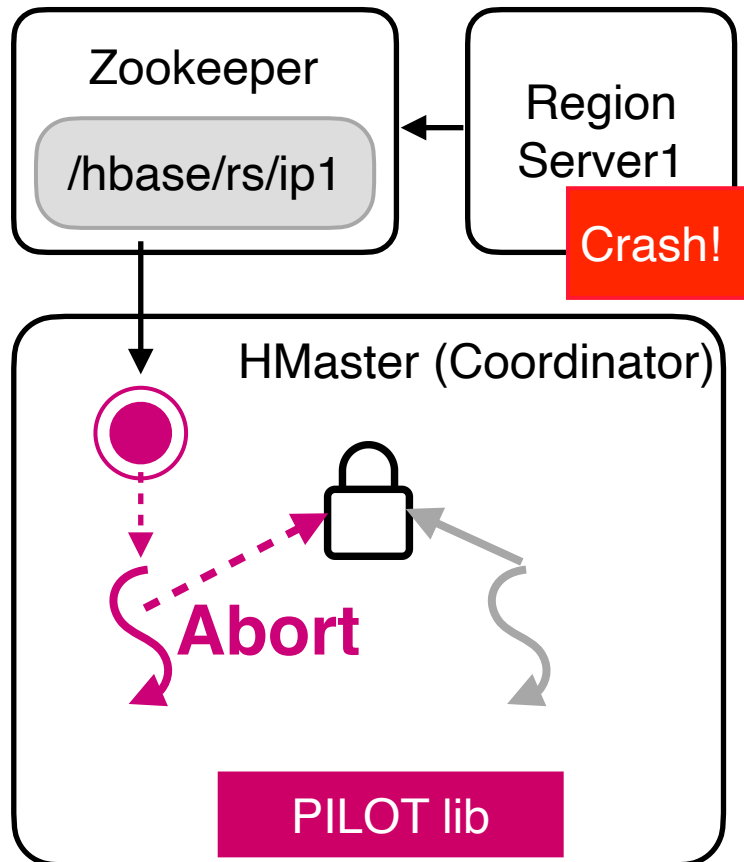 Zookeeper
/hbase/rs/ip1
Region
Server1
Crash!
HMaster (Coordinator)
Abort
PILOT lib